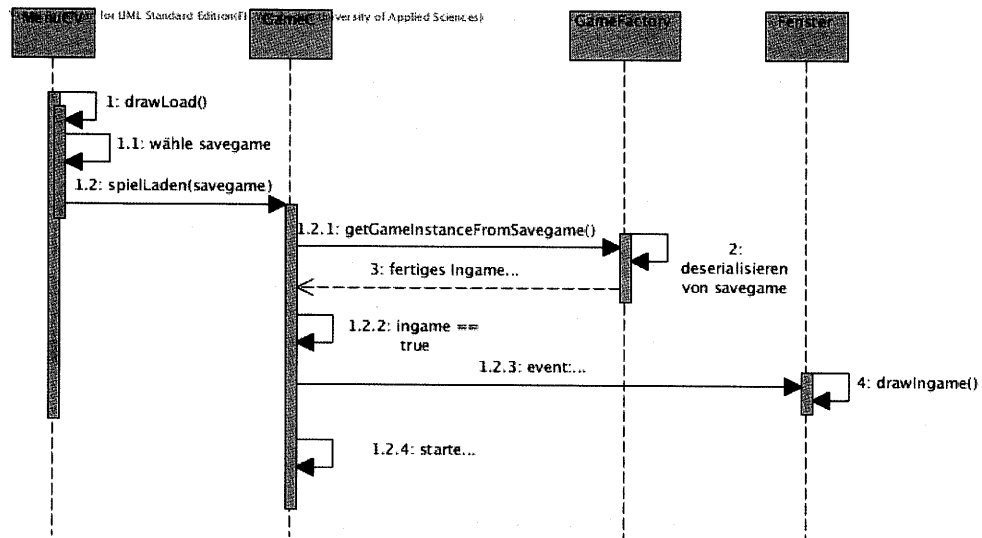 for UML Standard Edition(F
versity of Applied Sciences)
GameC
GameFactory
Fenster
1: drawLoad()
1.1: wähle savegame
1.2: spielLaden(savegame)
1.2.1: getGameInstanceFromSavegame()
2:
deserialisieren
von savegame
3: fertiges Ingame...
1.2.2: ingame ==
true
1.2.3: event:...
4: drawIngame()
1.2.4: starte...